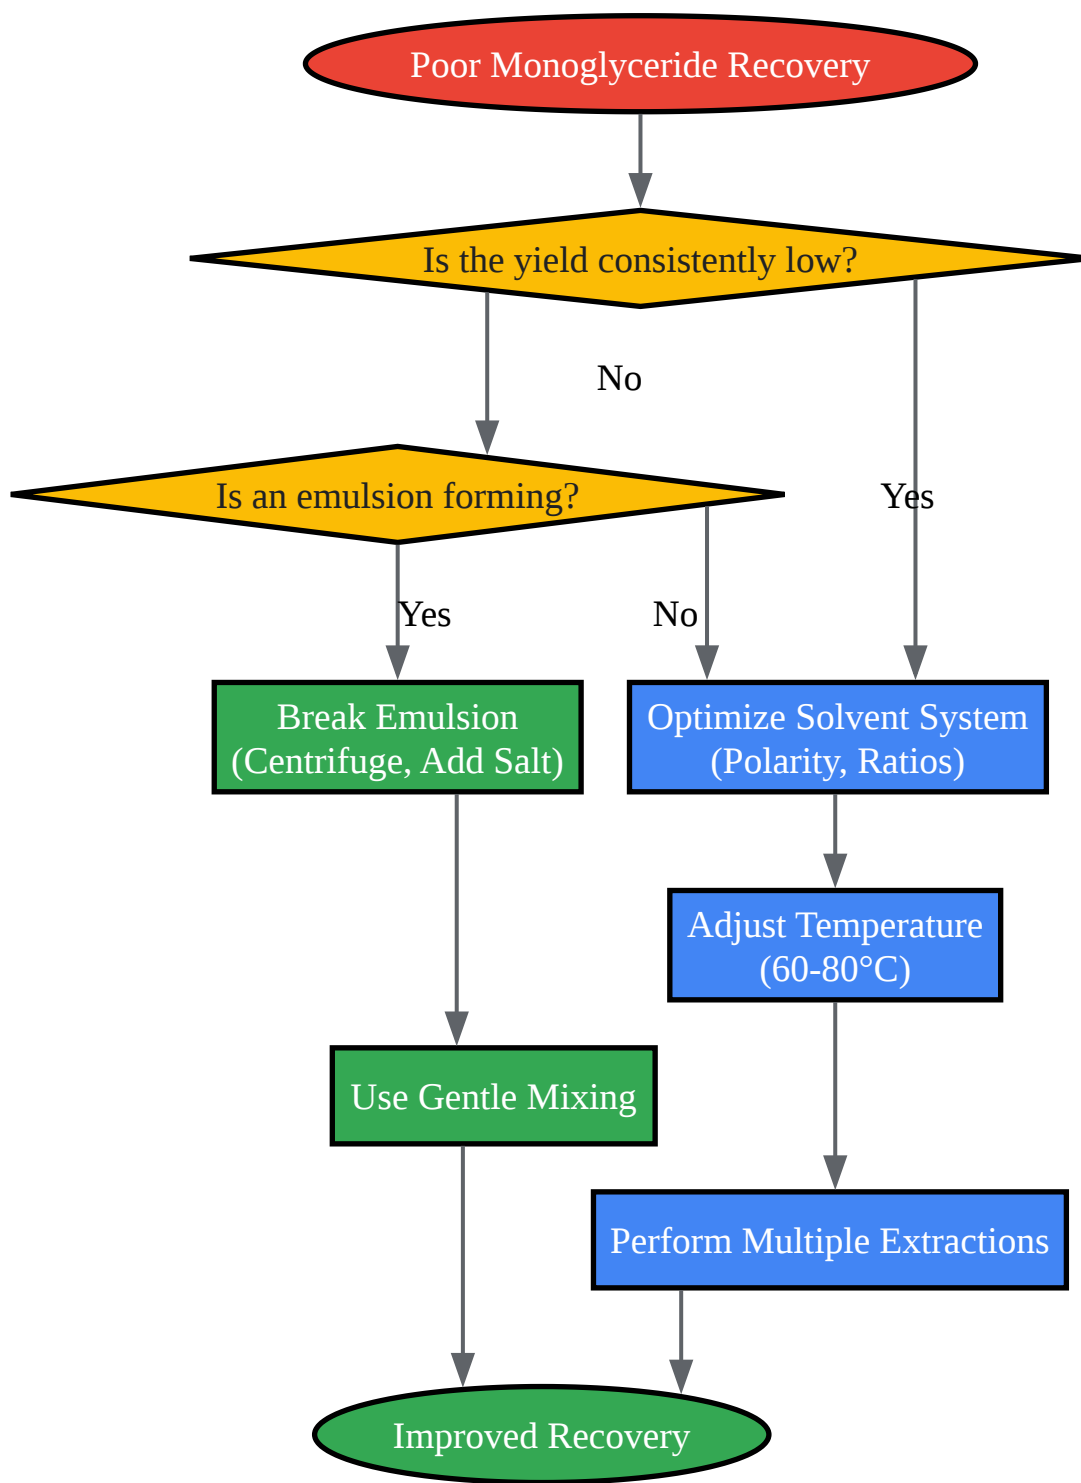 Poor Monoglyceride Recovery
Is the yield consistently low?
No
Is an emulsion forming?
Yes
Yes
No
Break Emulsion
(Centrifuge, Add Salt)
Optimize Solvent System
(Polarity, Ratios)
Adjust Temperature
(60-80°C)
Use Gentle Mixing
Perform Multiple Extractions
Improved Recovery